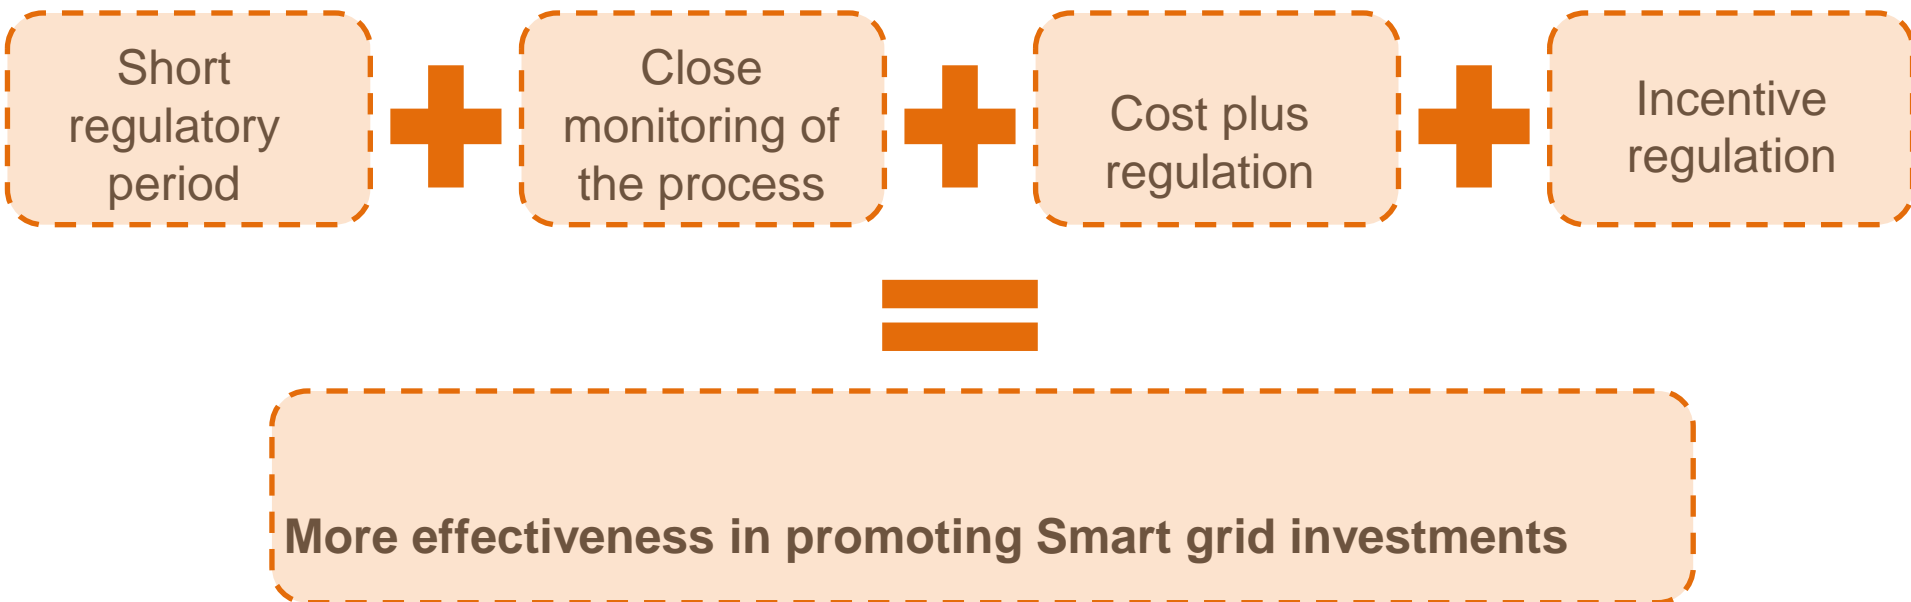 Short
regulatory
period
Close
monitoring of
the process
Cost plus
regulation
Incentive
regulation
More effectiveness in promoting Smart grid investments